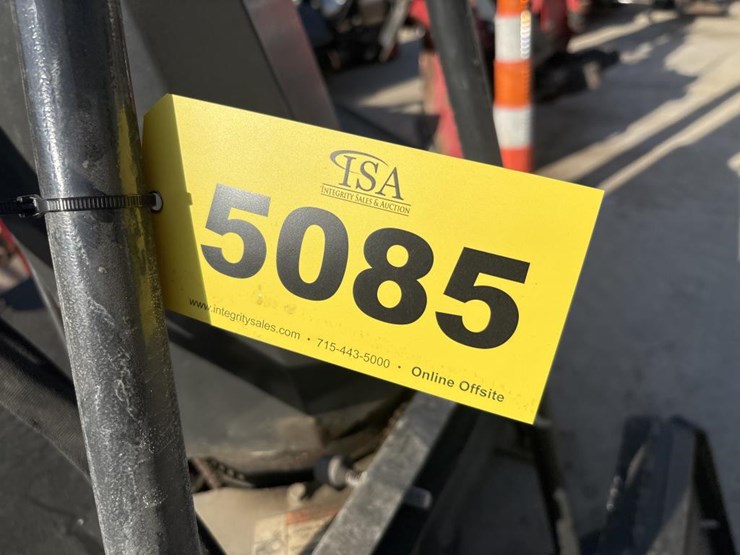 ISA
INTEGRITY SALES & AUCTION
5085
www.integritysales.com • 715-443-5000 • Online Offsite